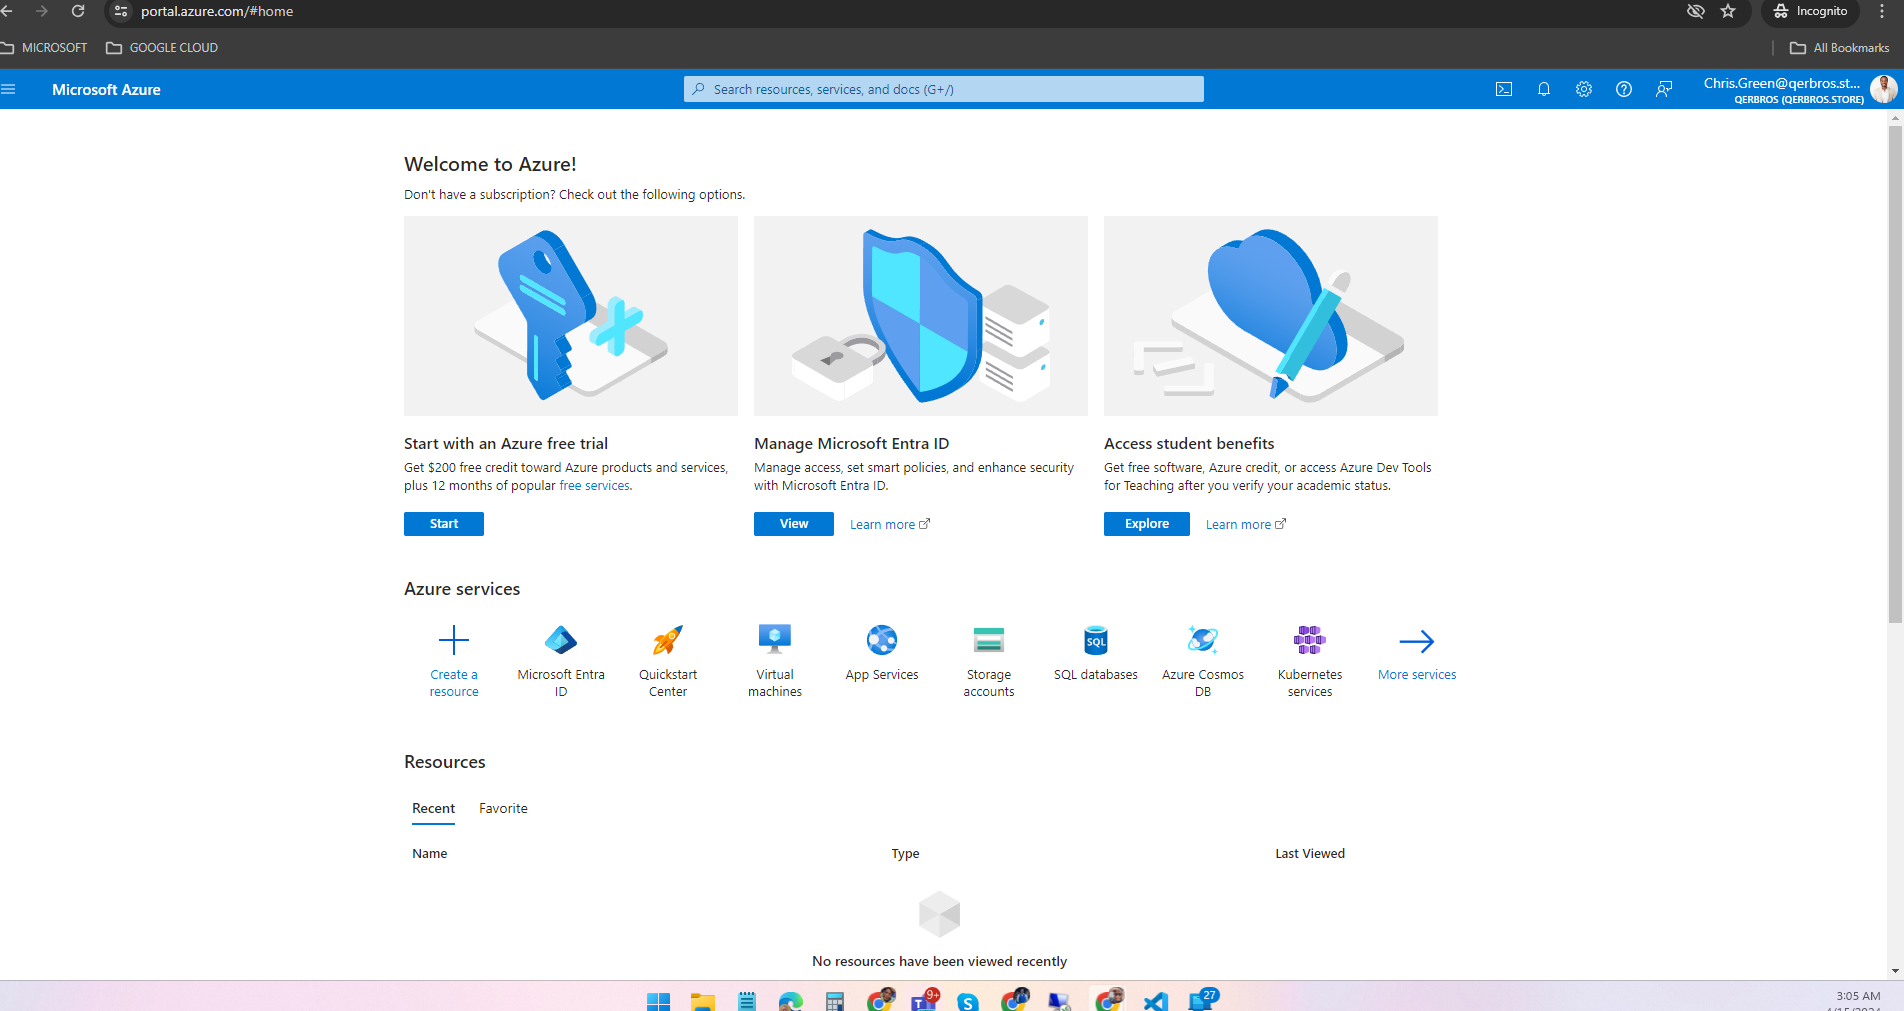 portal.azure.com/#home
Incognito
MICROSOFT
GOOGLE CLOUD
All Bookmarks
Microsoft Azure
Search resources, services, and docs (G+/)
Chris.Green@qerbros.st...
QERBROS (QERBROS.STORE)
Welcome to Azure!
Don't have a subscription? Check out the following options.
Start with an Azure free trial
Get $200 free credit toward Azure products and services,
plus 12 months of popular free services.
Start
Manage Microsoft Entra ID
Manage access, set smart policies, and enhance security
with Microsoft Entra ID.
View
Learn more
Access student benefits
Get free software, Azure credit, or access Azure Dev Tools
for Teaching after you verify your academic status.
Explore
Learn more
Azure services
Create a
resource
Microsoft Entra
ID
Quickstart
Center
Virtual
machines
App Services
Storage
accounts
SQL
SQL databases
Azure Cosmos
DB
Kubernetes
services
More services
Resources
Recent
Favorite
Name
Type
Last Viewed
No resources have been viewed recently
9+
27
3:05 AM